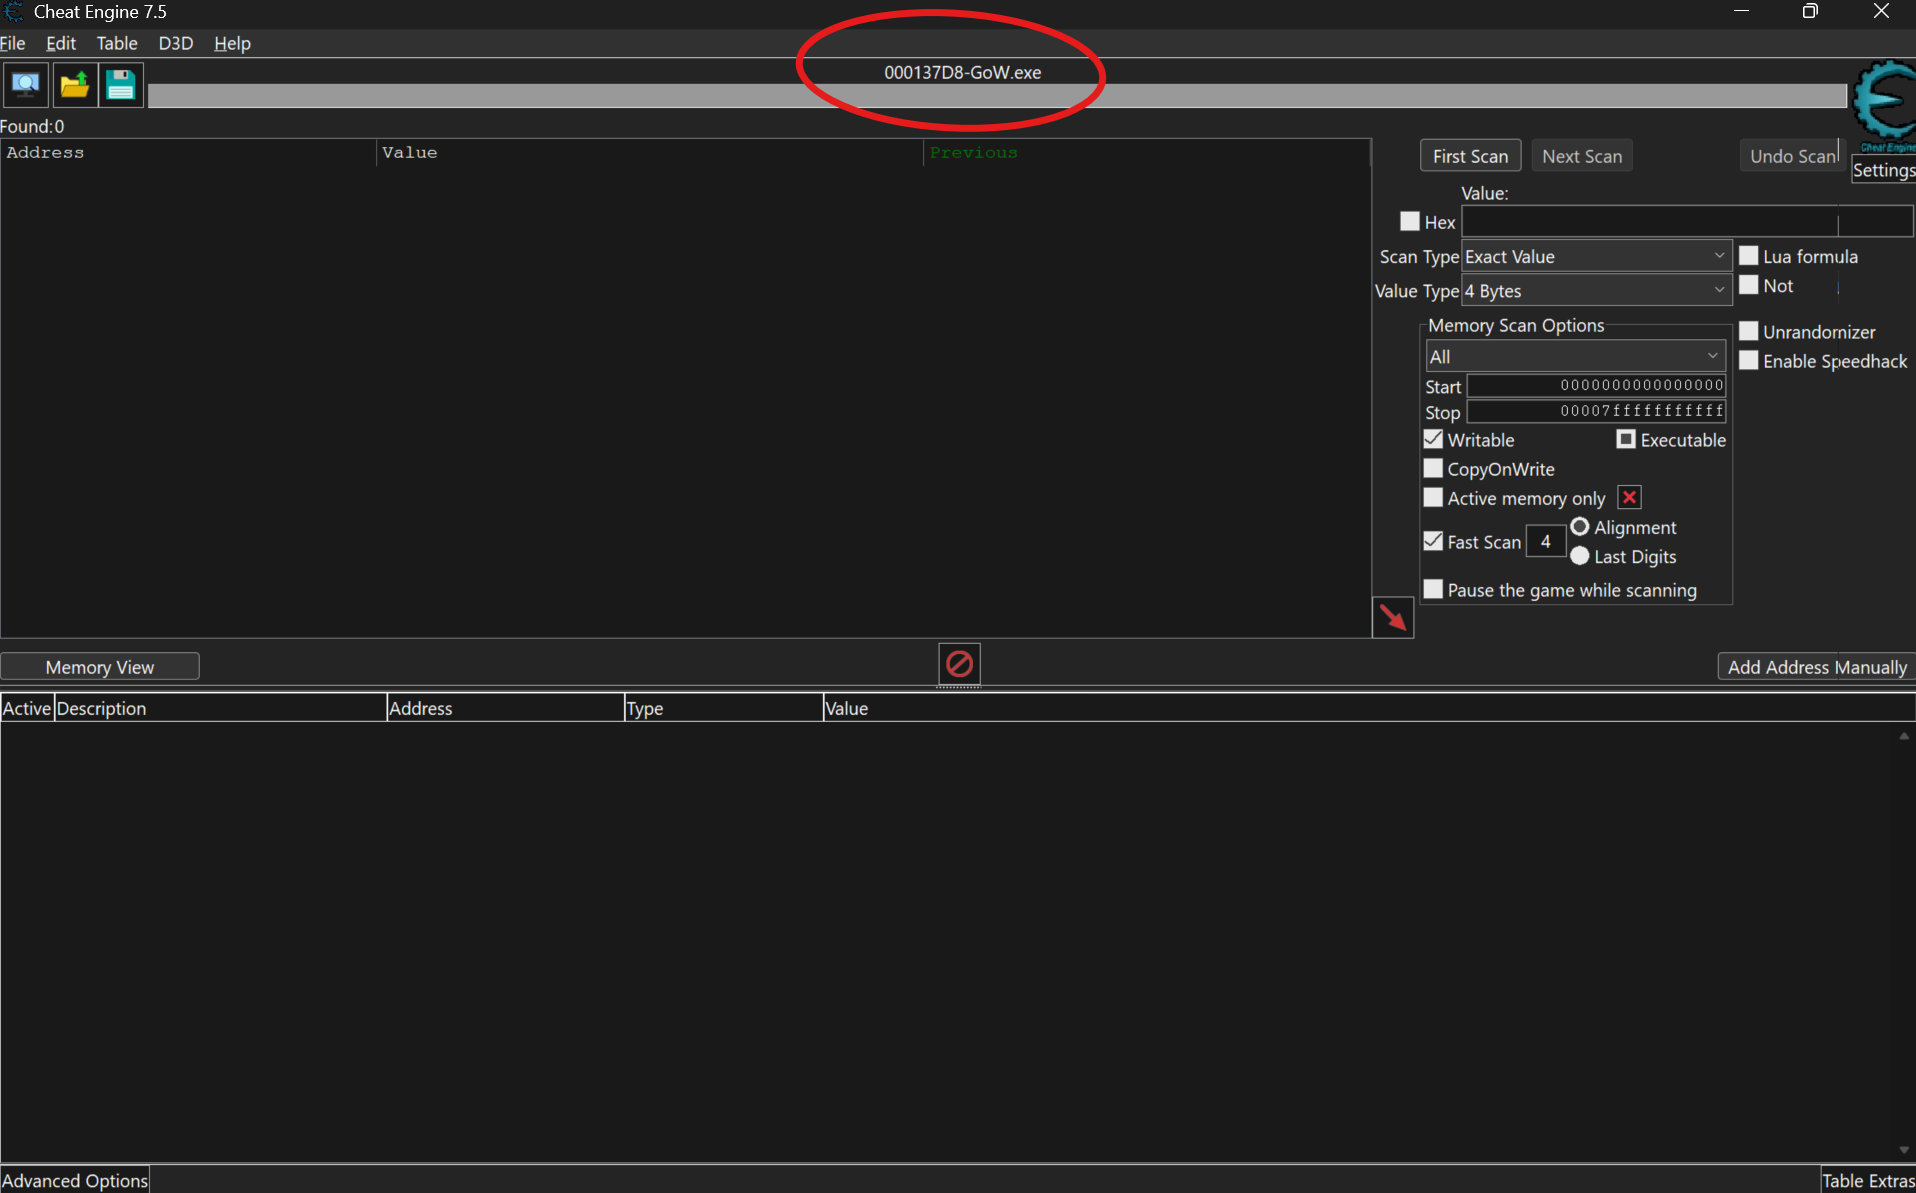 Cheat Engine 7.5
File Edit Table D3D Help
000137D8-GoW.exe
Found:0
Cheat Engine
Address Value Previous
First Scan Next Scan Undo Scan
Settings
Value:
Hex
Scan Type Exact Value Lua formula
Value Type 4 Bytes Not
Memory Scan Options
All
Unrandomizer
Enable Speedhack
Start 0000000000000000
Stop 00007fffffffffff
Writable Executable
CopyOnWrite
Active memory only
Fast Scan 4 Alignment
Last Digits
Pause the game while scanning
Memory View Add Address Manually
Active Description Address Type Value
Advanced Options Table Extras